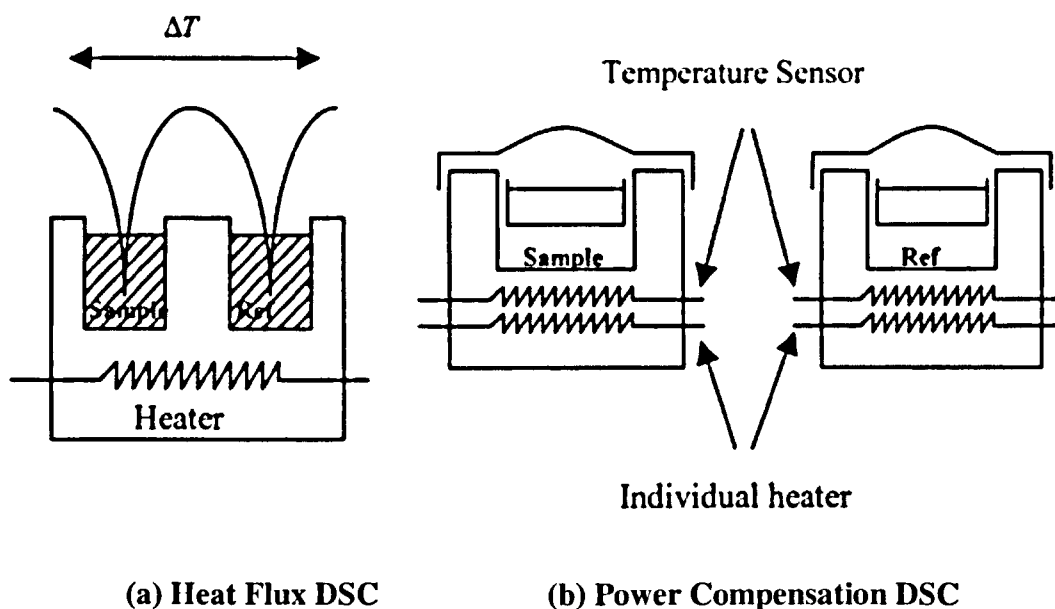 ΔT
Temperature Sensor
Sample
Ref
Heater
Sample
Ref
Individual heater
(a) Heat Flux DSC
(b) Power Compensation DSC